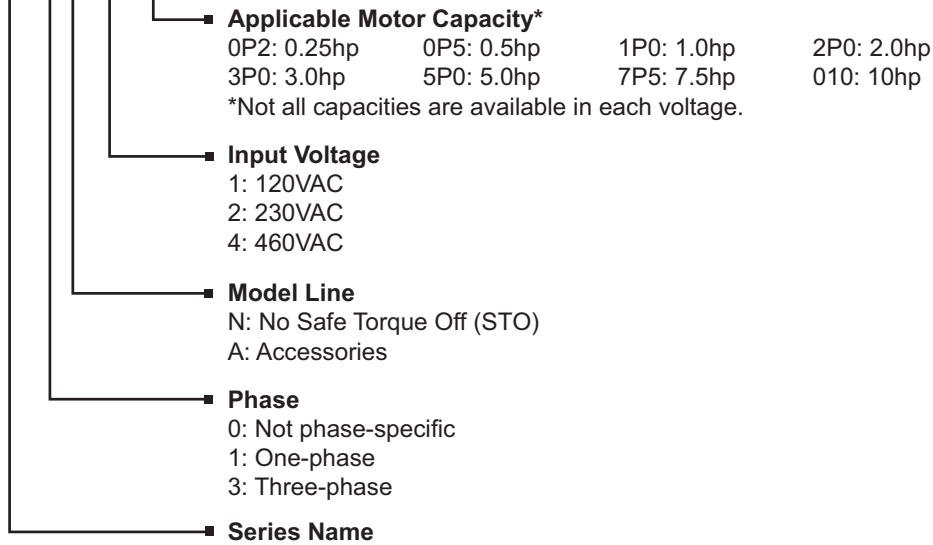 Applicable Motor Capacity*
0P2: 0.25hp 0P5: 0.5hp 1P0: 1.0hp 2P0: 2.0hp
3P0: 3.0hp 5P0: 5.0hp 7P5: 7.5hp 010: 10hp
*Not all capacities are available in each voltage.
Input Voltage
1: 120VAC
2: 230VAC
4: 460VAC
Model Line
N: No Safe Torque Off (STO)
A: Accessories
Phase
0: Not phase-specific
1: One-phase
3: Three-phase
Series Name